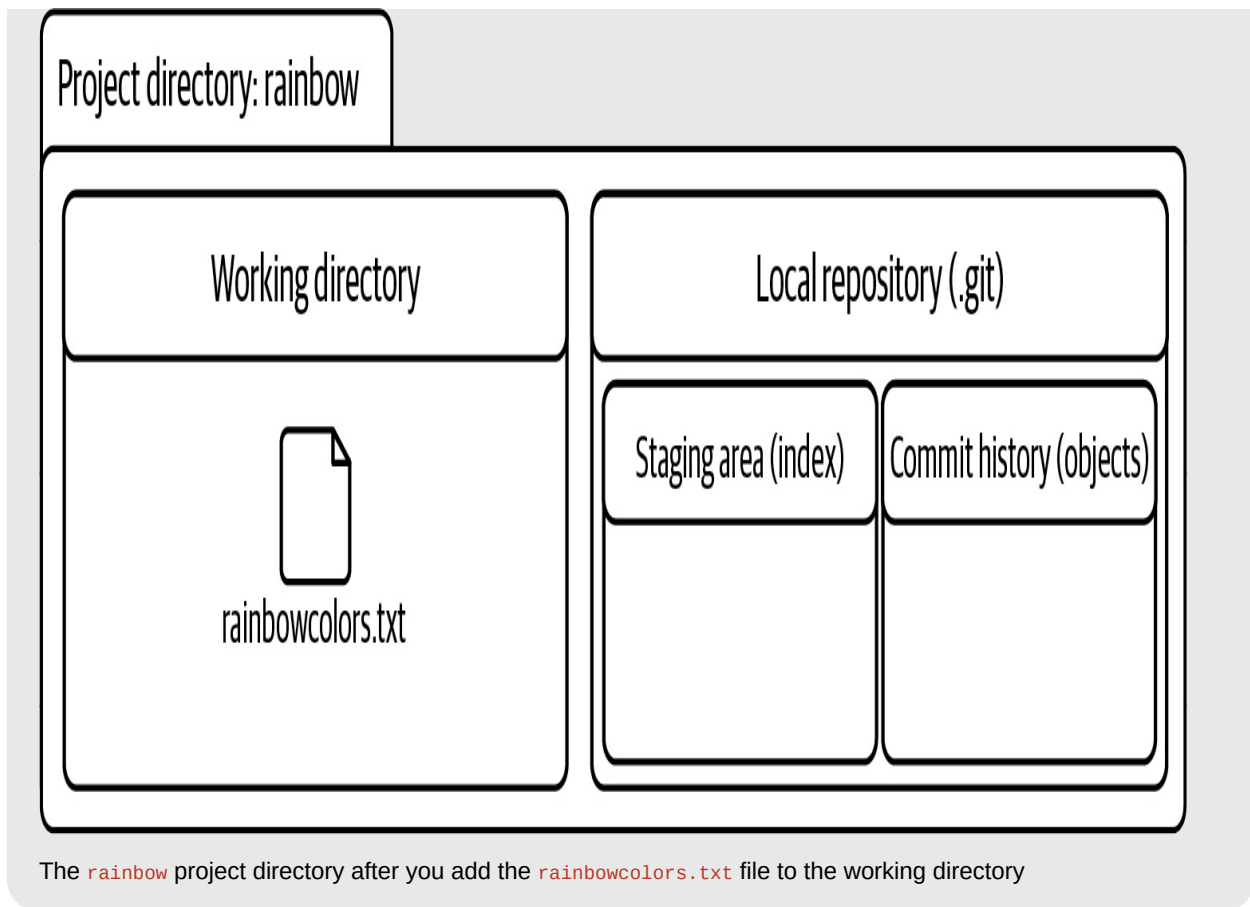 Project directory: rainbow
Working directory
Local repository (.git)
Staging area (index)
Commit history (objects)
rainbowcolors.txt
The rainbow project directory after you add the rainbowcolors.txt file to the working directory